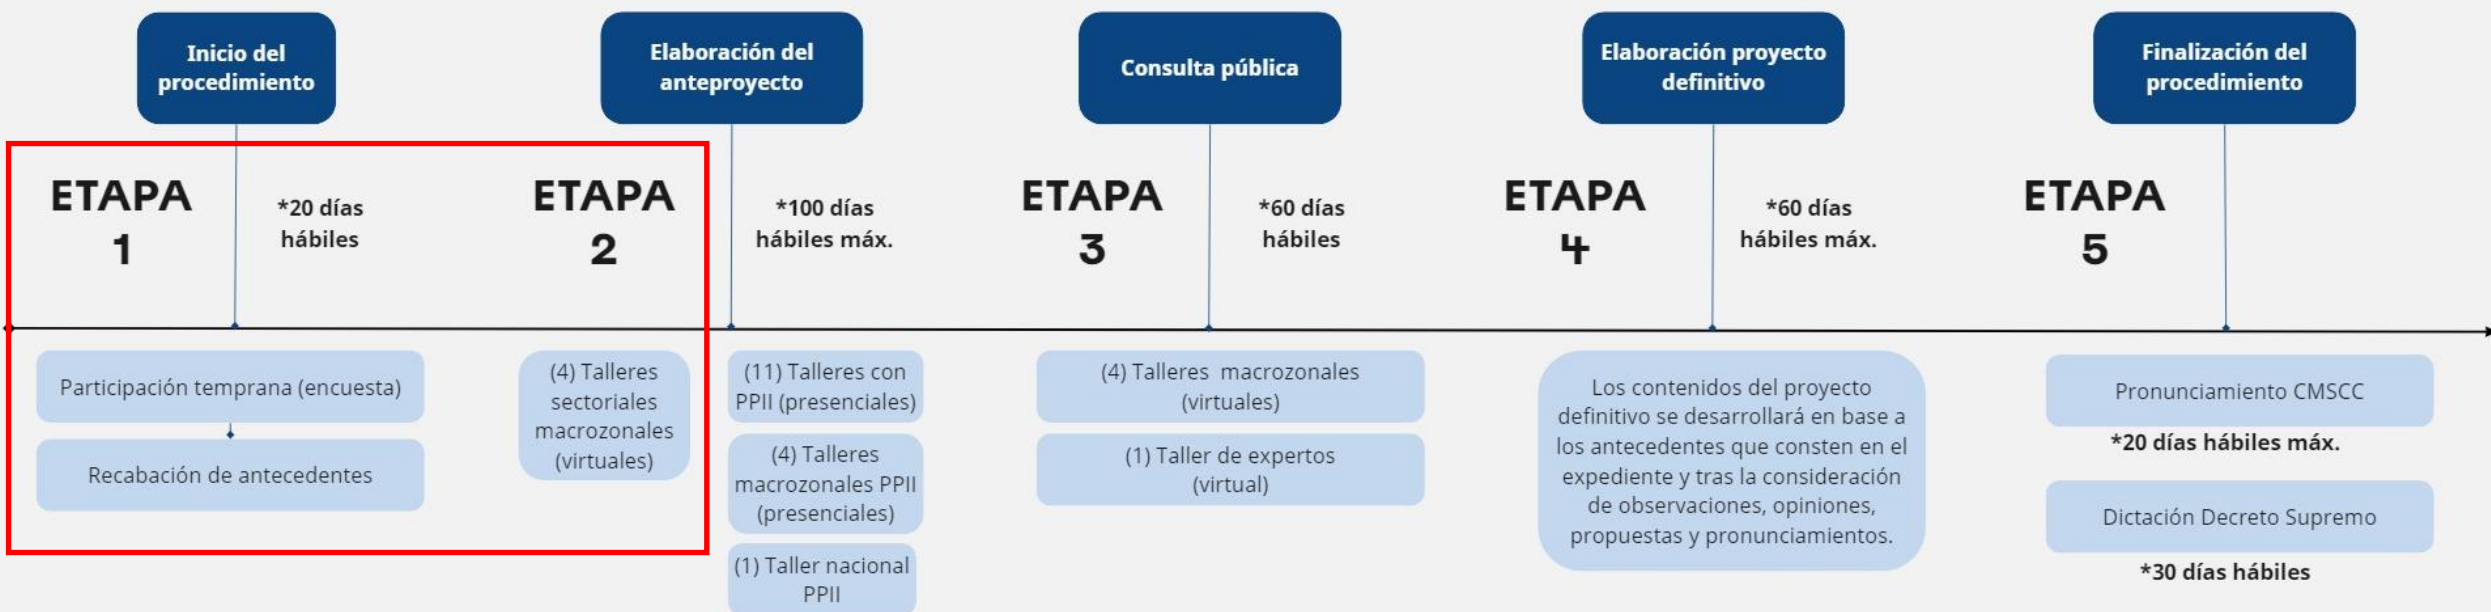 Inicio del
procedimiento
Elaboración del
anteproyecto
Consulta pública
Elaboración proyecto
definitivo
Finalización del
procedimiento
ETAPA
1
*20 días
hábiles
ETAPA
2
*100 días
hábiles máx.
ETAPA
3
*60 días
hábiles
ETAPA
4
*60 días
hábiles máx.
ETAPA
5
Participación temprana (encuesta)
Recabación de antecedentes
(4) Talleres
sectoriales
macrozonales
(virtuales)
(11) Talleres con
PPII (presenciales)
(4) Talleres
macrozonales PPII
(presenciales)
(1) Taller nacional
PPII
(4) Talleres macrozonales
(virtuales)
(1) Taller de expertos
(virtual)
Los contenidos del proyecto
definitivo se desarrollará en base a
los antecedentes que consten en el
expediente y tras la consideración
de observaciones, opiniones,
propuestas y pronunciamientos.
Pronunciamiento CMSCC
*20 días hábiles máx.
Dictación Decreto Supremo
*30 días hábiles